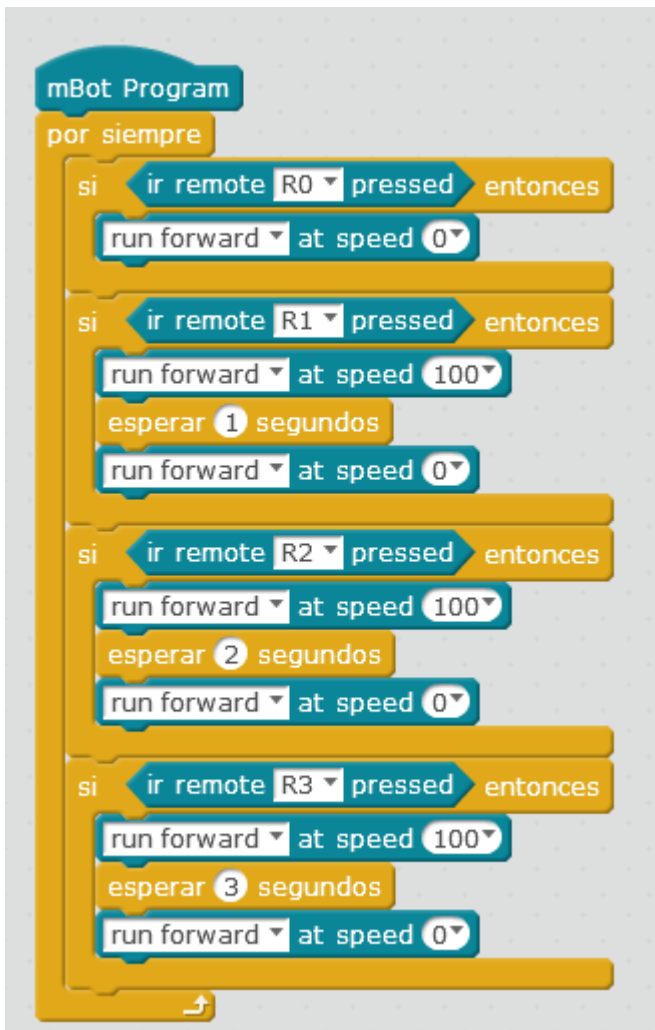 mBot Program
por siempre
si ir remote R0 pressed entonces
run forward at speed 0
si ir remote R1 pressed entonces
run forward at speed 100
esperar 1 segundos
run forward at speed 0
si ir remote R2 pressed entonces
run forward at speed 100
esperar 2 segundos
run forward at speed 0
si ir remote R3 pressed entonces
run forward at speed 100
esperar 3 segundos
run forward at speed 0